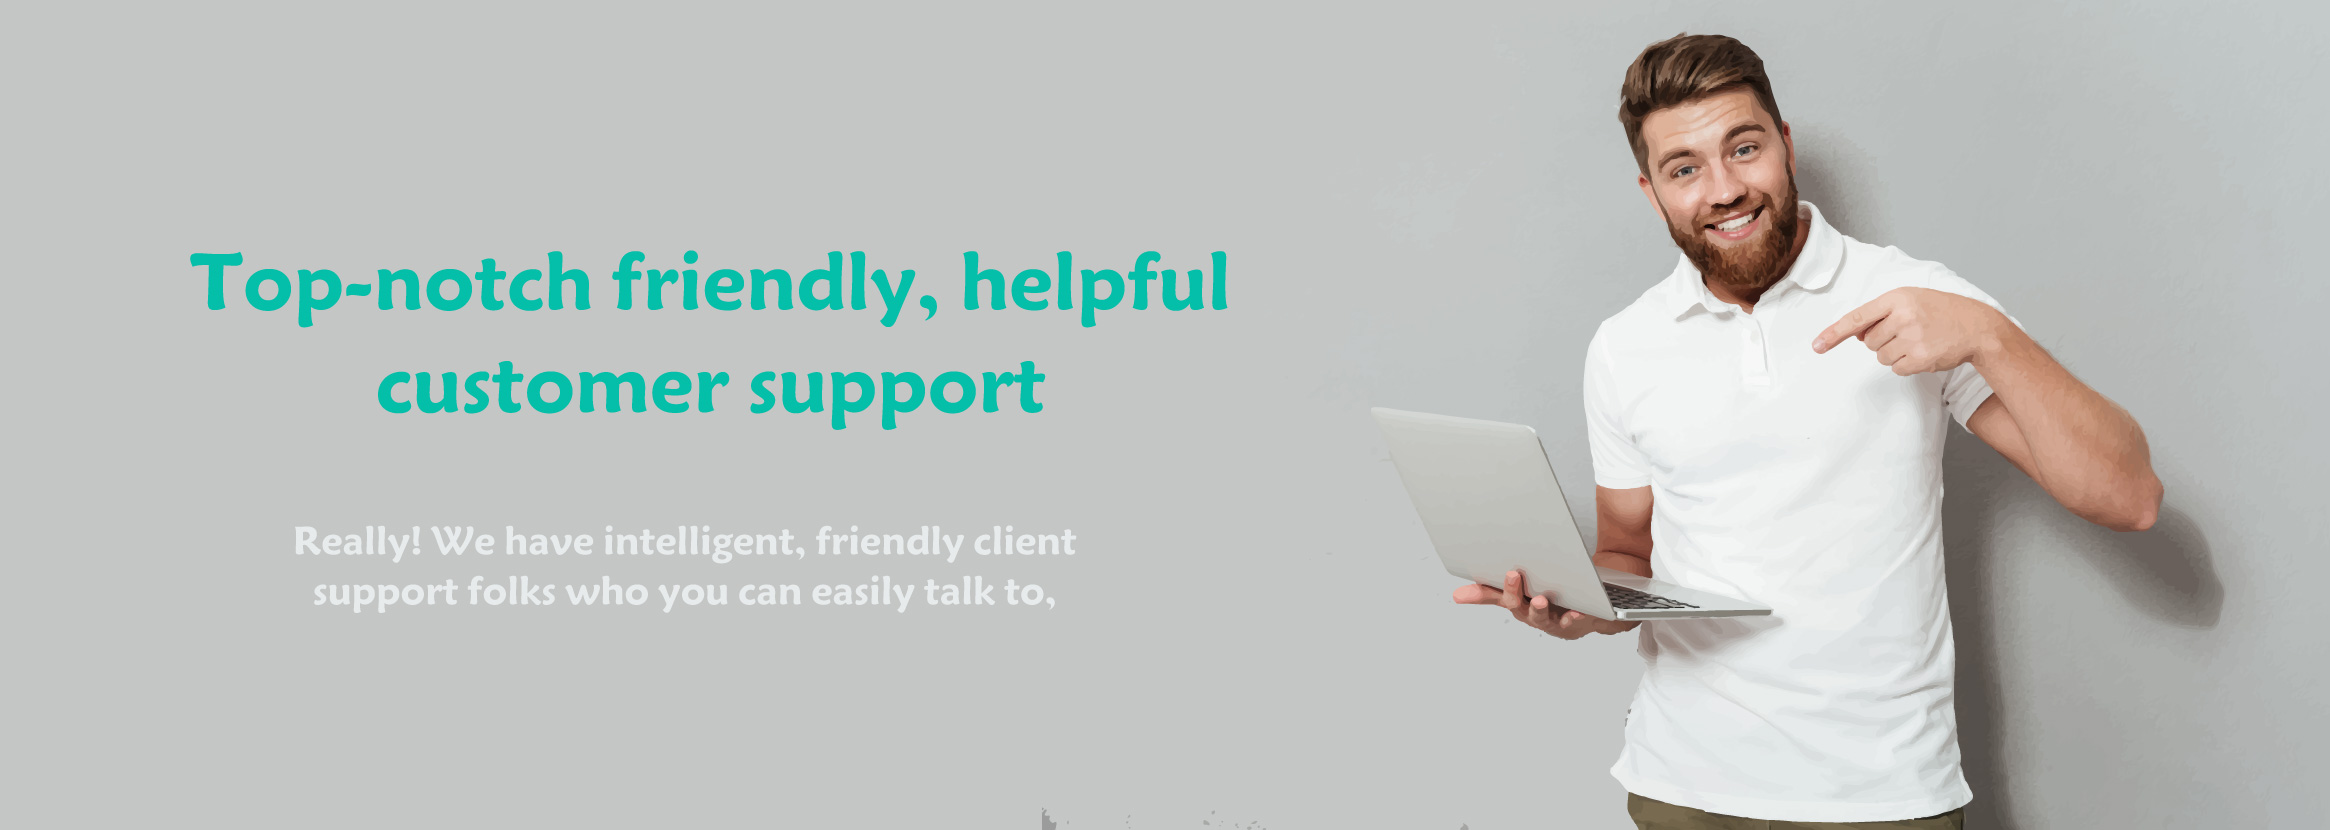 Top-notch friendly, helpful
customer support
Really! We have intelligent, friendly client
support folks who you can easily talk to,